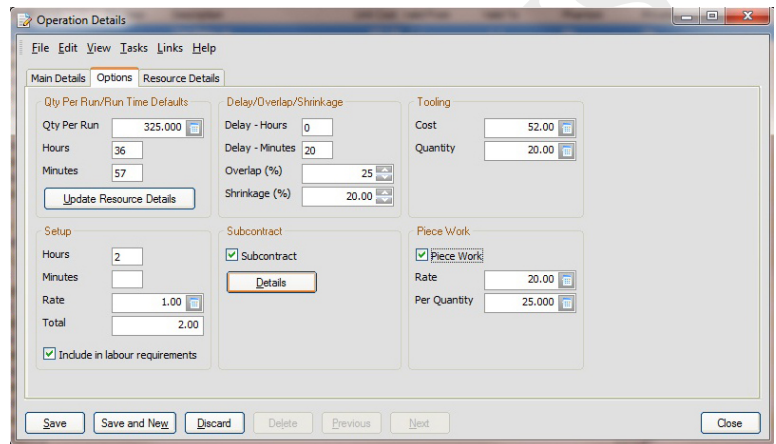 Operation Details
File Edit View Tasks Links Help
Main Details Options Resource Details
Qty Per Run/Run Time Defaults
Qty Per Run 325.000
Hours 36
Minutes 57
Update Resource Details
Delay/Overlap/Shrinkage
Delay - Hours 0
Delay - Minutes 20
Overlap (%) 25
Shrinkage (%) 20.00
Tooling
Cost 52.00
Quantity 20.00
Setup
Hours 2
Minutes
Rate 1.00
Total 2.00
Include in labour requirements
Subcontract
Subcontract
Details
Piece Work
Piece Work
Rate 20.00
Per Quantity 25.000
Save Save and New Discard Delete Previous Next Close